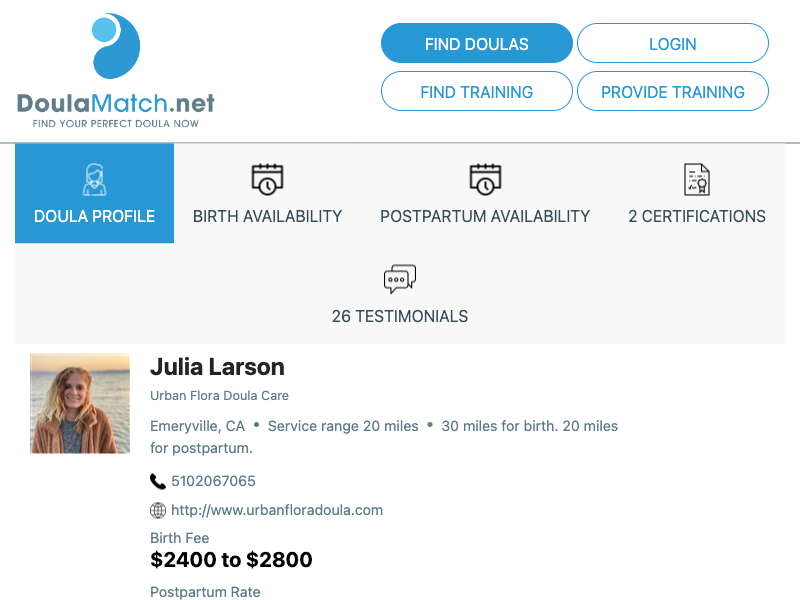 DoulaMatch.net
FIND YOUR PERFECT DOULA NOW
FIND DOULAS
LOGIN
FIND TRAINING
PROVIDE TRAINING
DOULA PROFILE
BIRTH AVAILABILITY
POSTPARTUM AVAILABILITY
2 CERTIFICATIONS
26 TESTIMONIALS
Julia Larson
Urban Flora Doula Care
Emeryville, CA • Service range 20 miles • 30 miles for birth. 20 miles
for postpartum.
5102067065
http://www.urbanfloradoula.com
Birth Fee
$2400 to $2800
Postpartum Rate